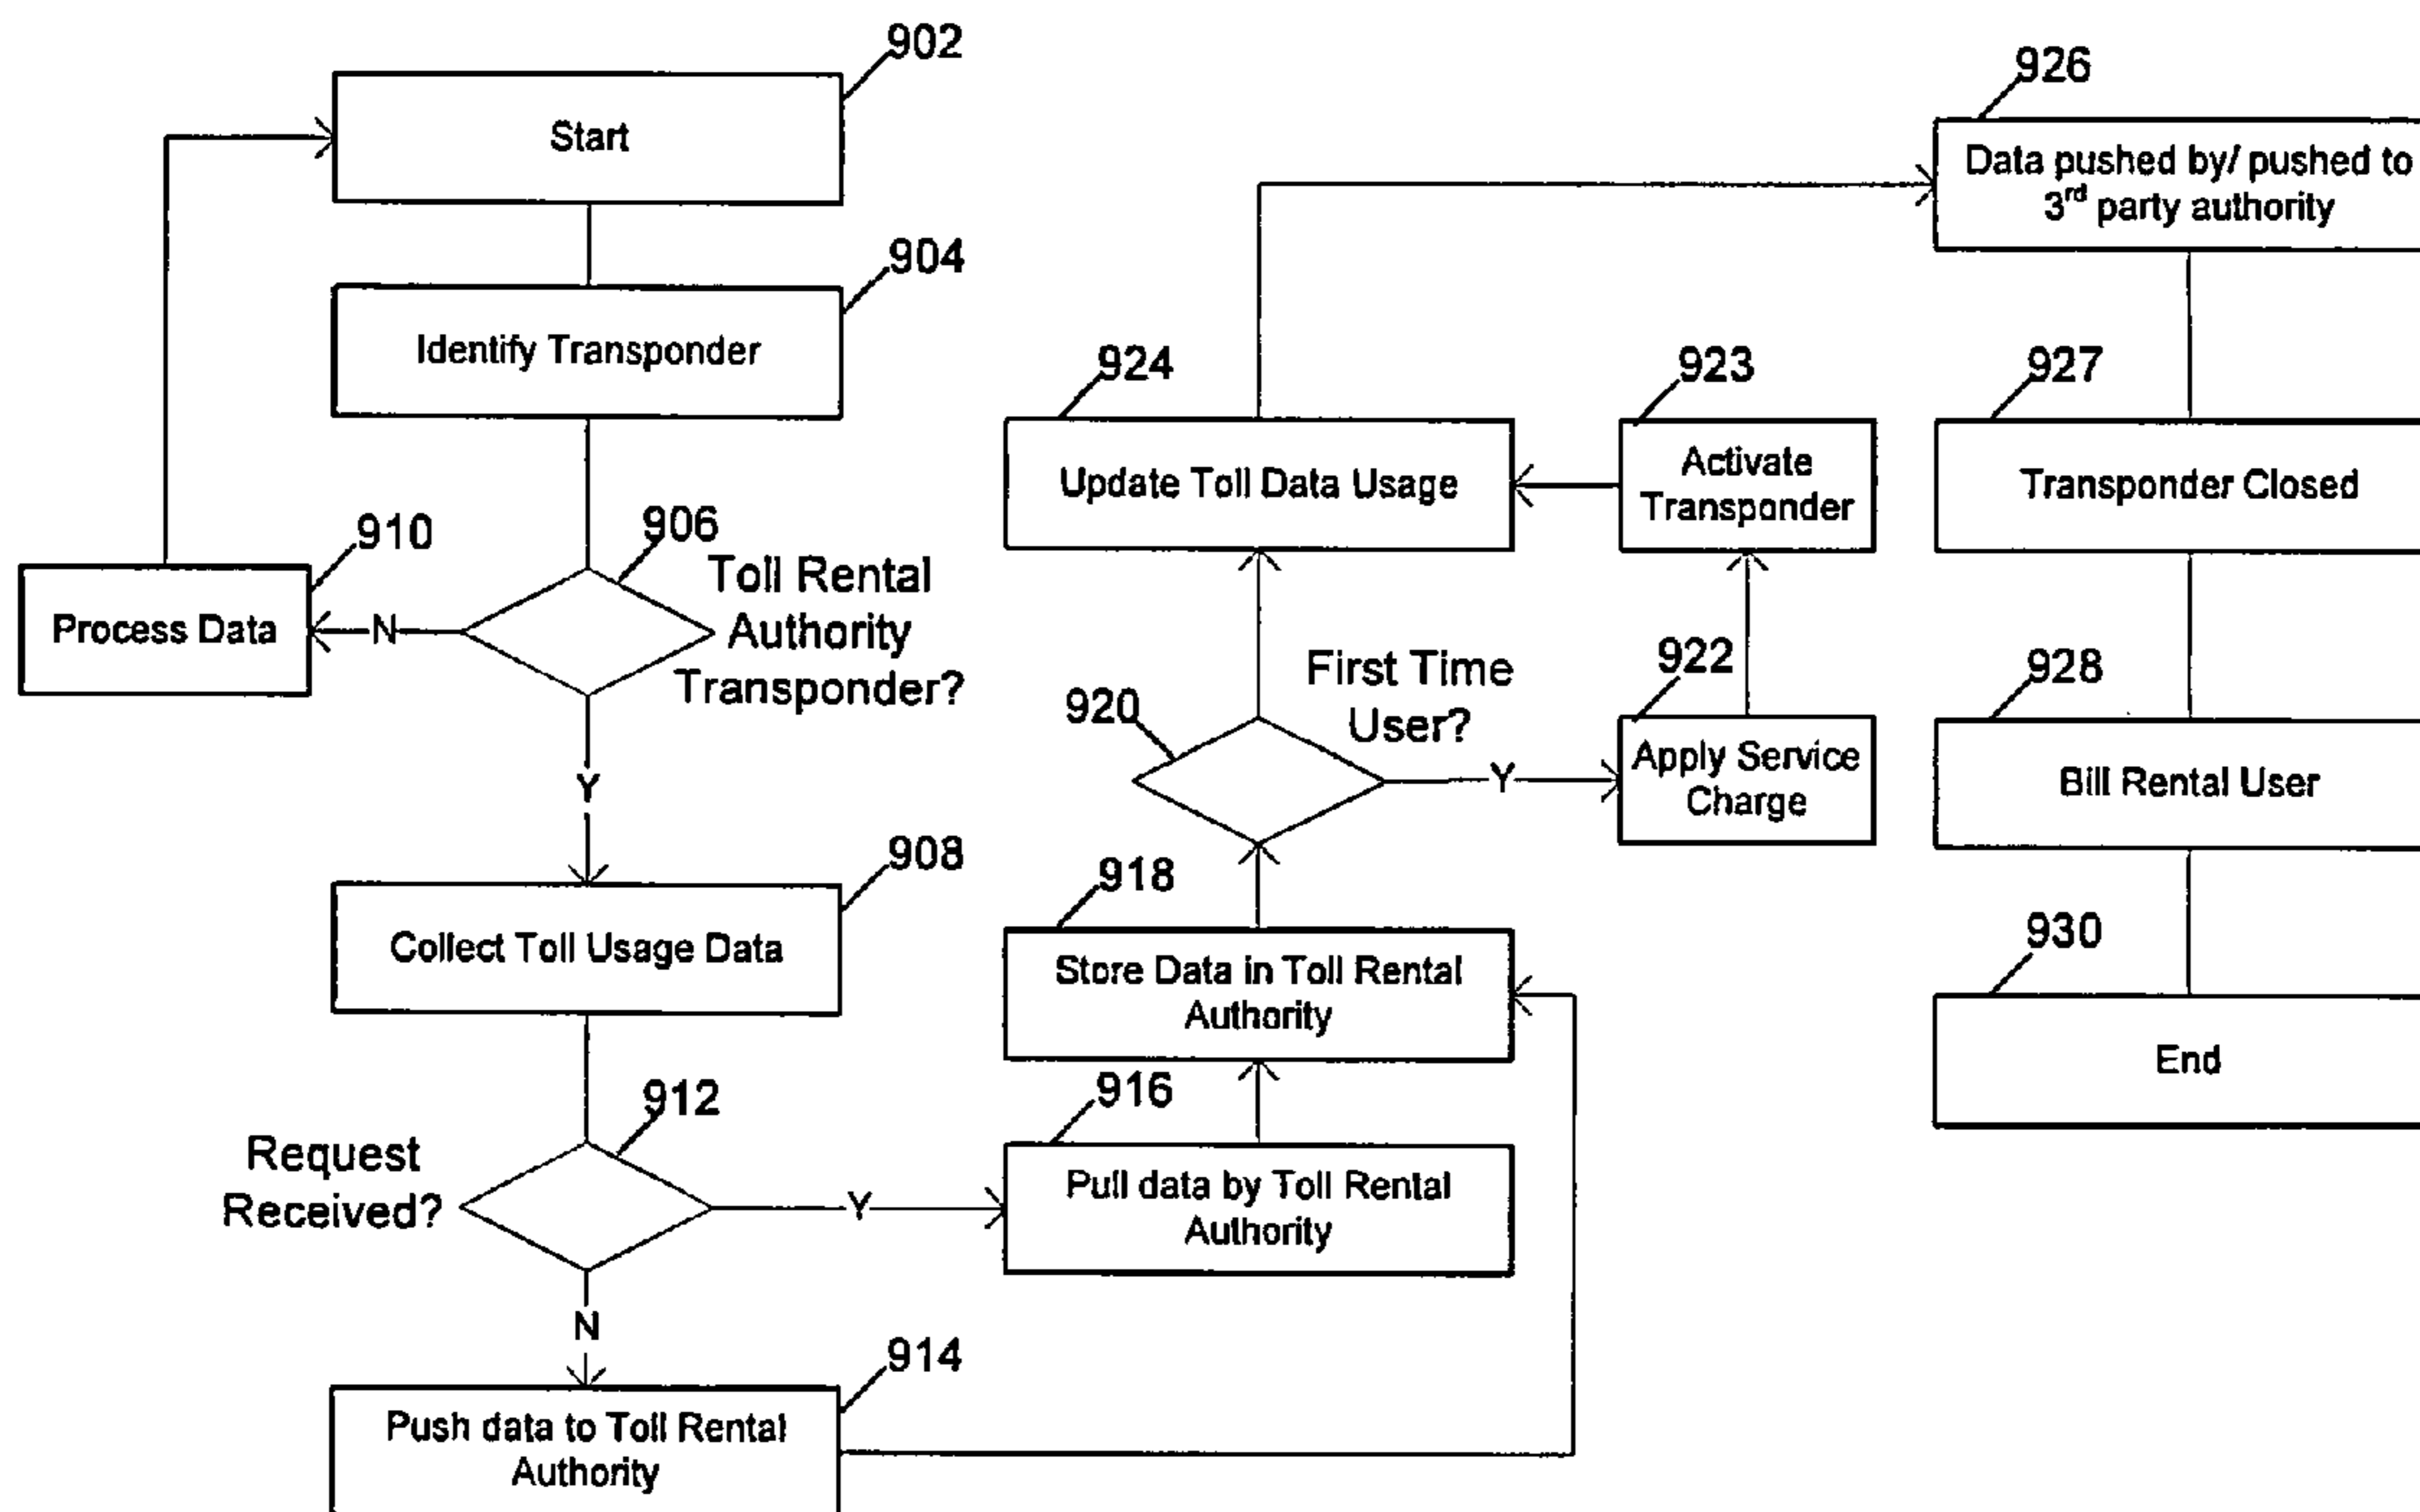 902
Start
904
Identify Transponder
906
Toll Rental
Authority
Transponder?
910
Process Data
N
Y
908
Collect Toll Usage Data
912
Request
Received?
Y
N
914
Push data to Toll Rental
Authority
916
Pull data by Toll Rental
Authority
918
Store Data in Toll Rental
Authority
920
First Time
User?
Y
922
Apply Service
Charge
923
Activate
Transponder
924
Update Toll Data Usage
926
Data pushed by/ pushed to
3rd party authority
927
Transponder Closed
928
Bill Rental User
930
End